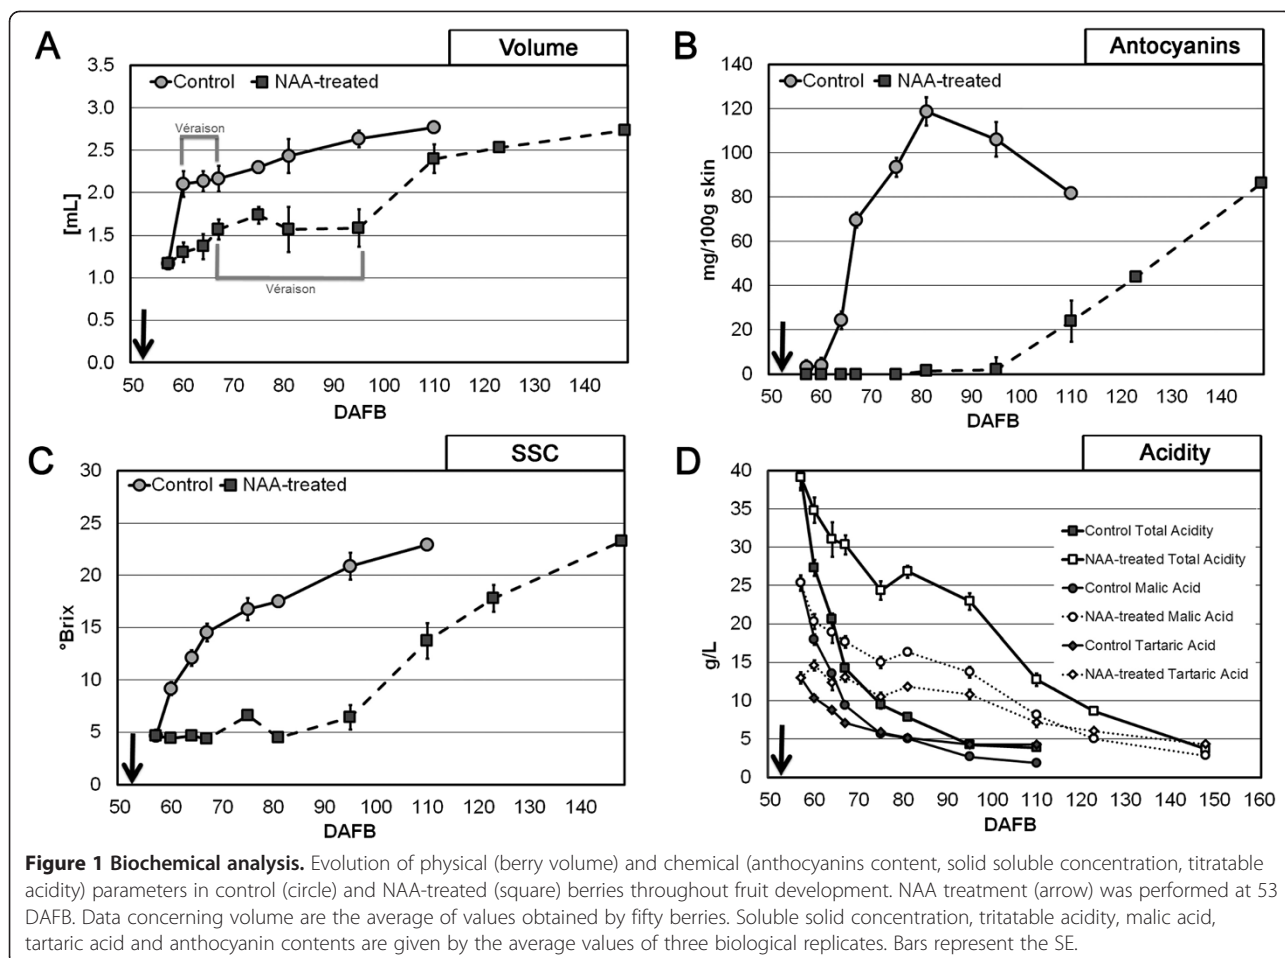 A
Volume
3.5
3.0
2.5
2.0
1.5
1.0
0.5
0.0
[mL]
Control
NAA-treated
Véraison
Véraison
50 60 70 80 90 100 110 120 130 140
DAFB
B
Antocyanins
140
120
100
80
60
40
20
0
mg/100g skin
Control
NAA-treated
50 60 70 80 90 100 110 120 130 140
DAFB
C
SSC
30
25
20
15
10
5
0
°Brix
Control
NAA-treated
50 60 70 80 90 100 110 120 130 140
DAFB
D
Acidity
40
35
30
25
20
15
10
5
0
g/L
Control Total Acidity
NAA-treated Total Acidity
Control Malic Acid
NAA-treated Malic Acid
Control Tartaric Acid
NAA-treated Tartaric Acid
50 60 70 80 90 100 110 120 130 140 150 160
DAFB
Figure 1 Biochemical analysis. Evolution of physical (berry volume) and chemical (anthocyanins content, solid soluble concentration, titratable
acidity) parameters in control (circle) and NAA-treated (square) berries throughout fruit development. NAA treatment (arrow) was performed at 53
DAFB. Data concerning volume are the average of values obtained by fifty berries. Soluble solid concentration, tritatable acidity, malic acid,
tartaric acid and anthocyanin contents are given by the average values of three biological replicates. Bars represent the SE.